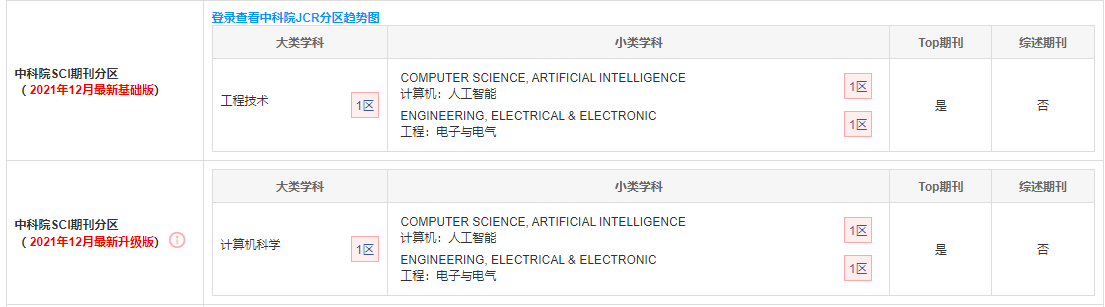 登录查看中科院JCR分区趋势图
大类学科 小类学科 Top期刊 综述期刊
中科院SCI期刊分区
（2021年12月最新基础版)
工程技术 1区
COMPUTER SCIENCE, ARTIFICIAL INTELLIGENCE
计算机：人工智能 1区
ENGINEERING, ELECTRICAL & ELECTRONIC
工程：电子与电气 1区
是 否
大类学科 小类学科 Top期刊 综述期刊
中科院SCI期刊分区
（2021年12月最新升级版)
计算机科学 1区
COMPUTER SCIENCE, ARTIFICIAL INTELLIGENCE
计算机：人工智能 1区
ENGINEERING, ELECTRICAL & ELECTRONIC
工程：电子与电气 1区
是 否